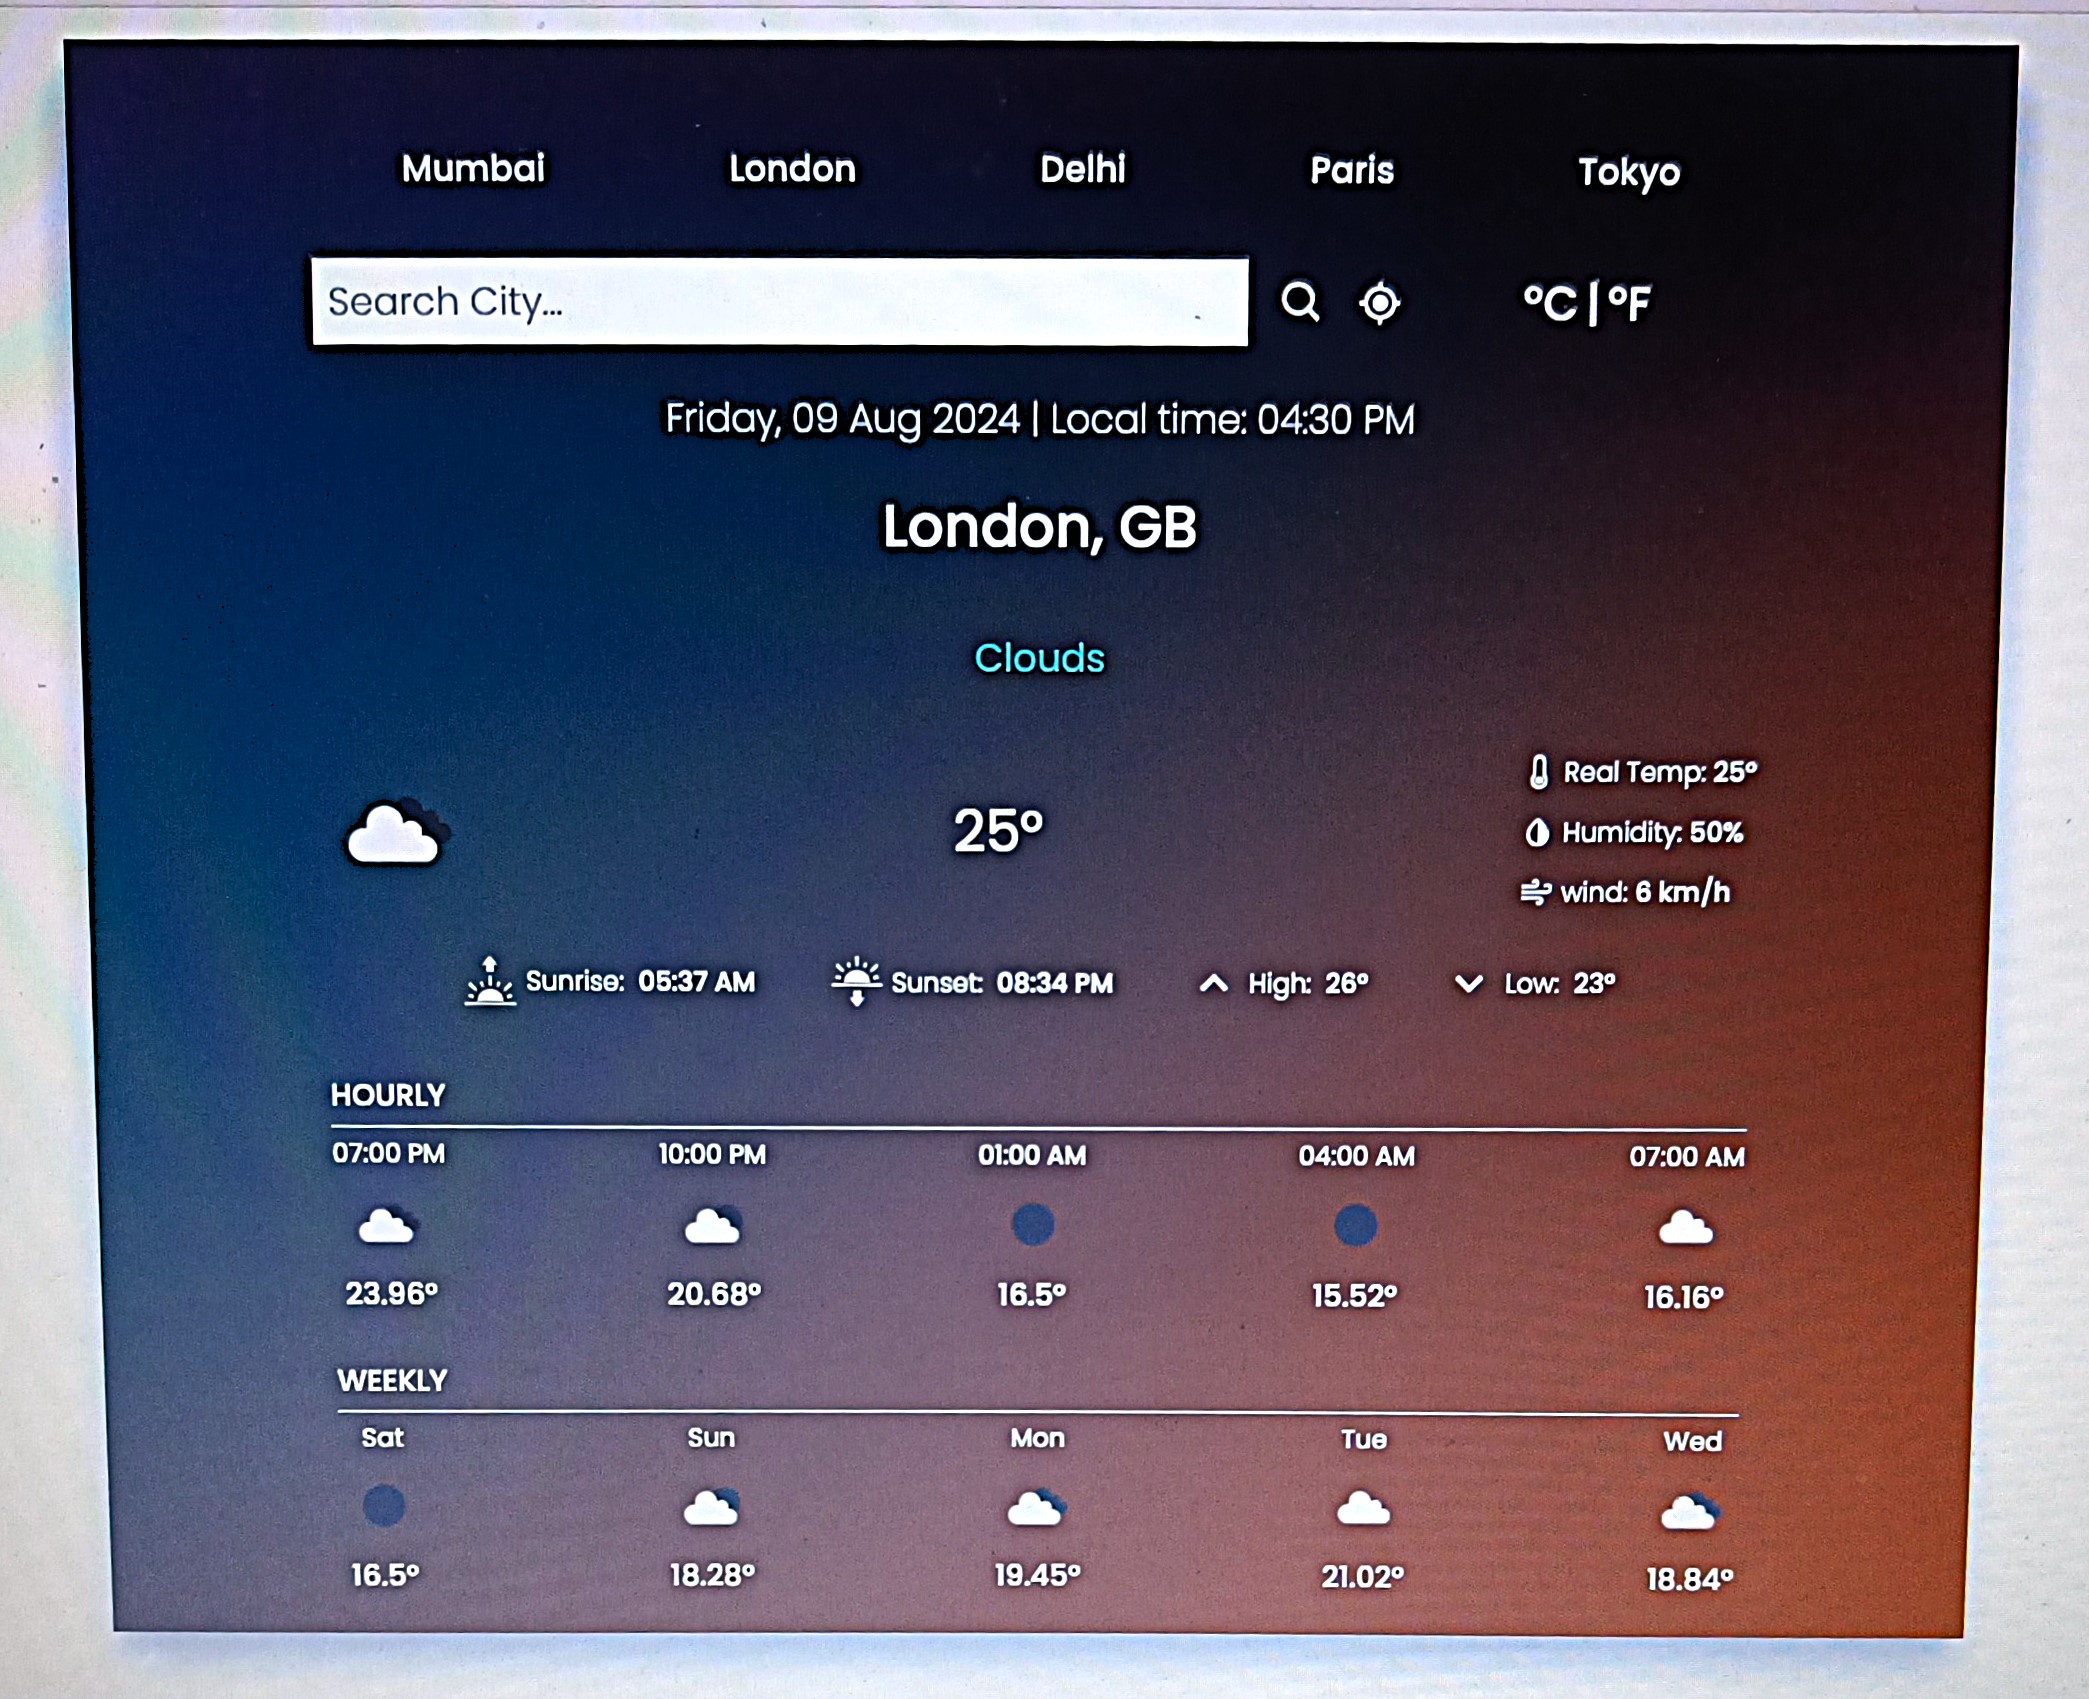 Mumbai London Delhi Paris Tokyo
Search City... °C | °F
Friday, 09 Aug 2024 | Local time: 04:30 PM
London, GB
Clouds
Real Temp: 25°
25°
Humidity: 50%
wind: 6 km/h
Sunrise: 05:37 AM Sunset: 08:34 PM High: 26° Low: 23°
HOURLY
07:00 PM 10:00 PM 01:00 AM 04:00 AM 07:00 AM
23.96° 20.68° 16.5° 15.52° 16.16°
WEEKLY
Sat Sun Mon Tue Wed
16.5° 18.28° 19.45° 21.02° 18.84°